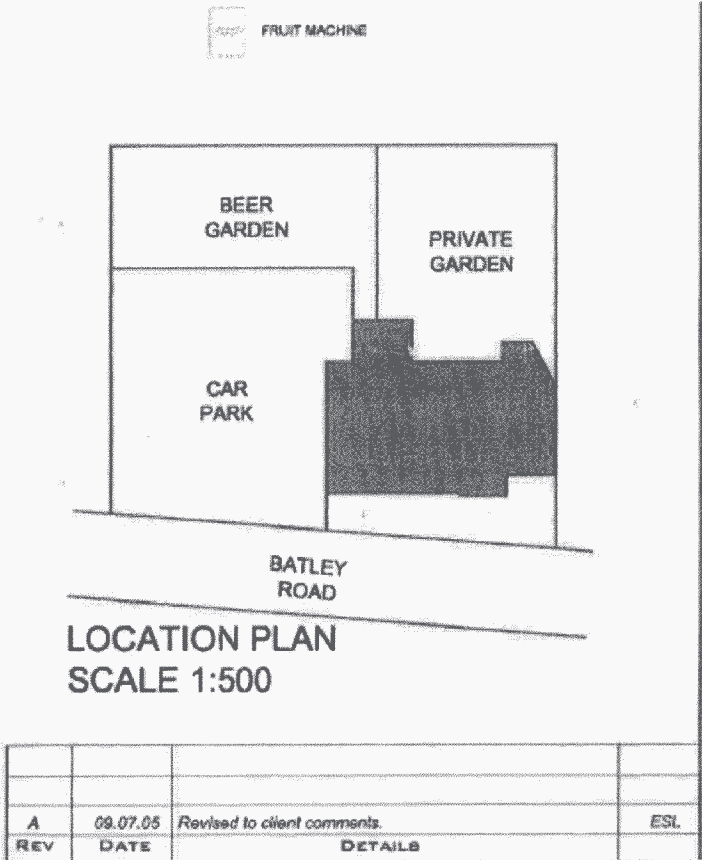 FRUIT MACHINE
BEER
GARDEN
PRIVATE
GARDEN
CAR
PARK
BATLEY
ROAD
LOCATION PLAN
SCALE 1:500
A 09.07.05 Revised to client comments. ESL
REV DATE DETAILS